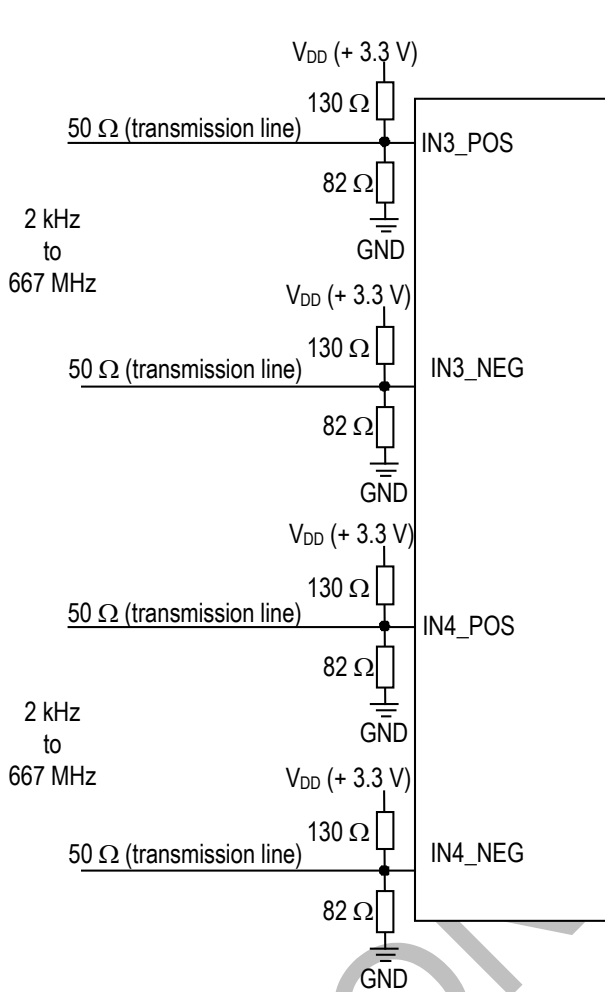 VDD (+ 3.3 V)
130 Ω
50 Ω (transmission line)
IN3_POS
82 Ω
GND
2 kHz
to
667 MHz
VDD (+ 3.3 V)
130 Ω
50 Ω (transmission line)
IN3_NEG
82 Ω
GND
VDD (+ 3.3 V)
130 Ω
50 Ω (transmission line)
IN4_POS
82 Ω
GND
2 kHz
to
667 MHz
VDD (+ 3.3 V)
130 Ω
50 Ω (transmission line)
IN4_NEG
82 Ω
GND